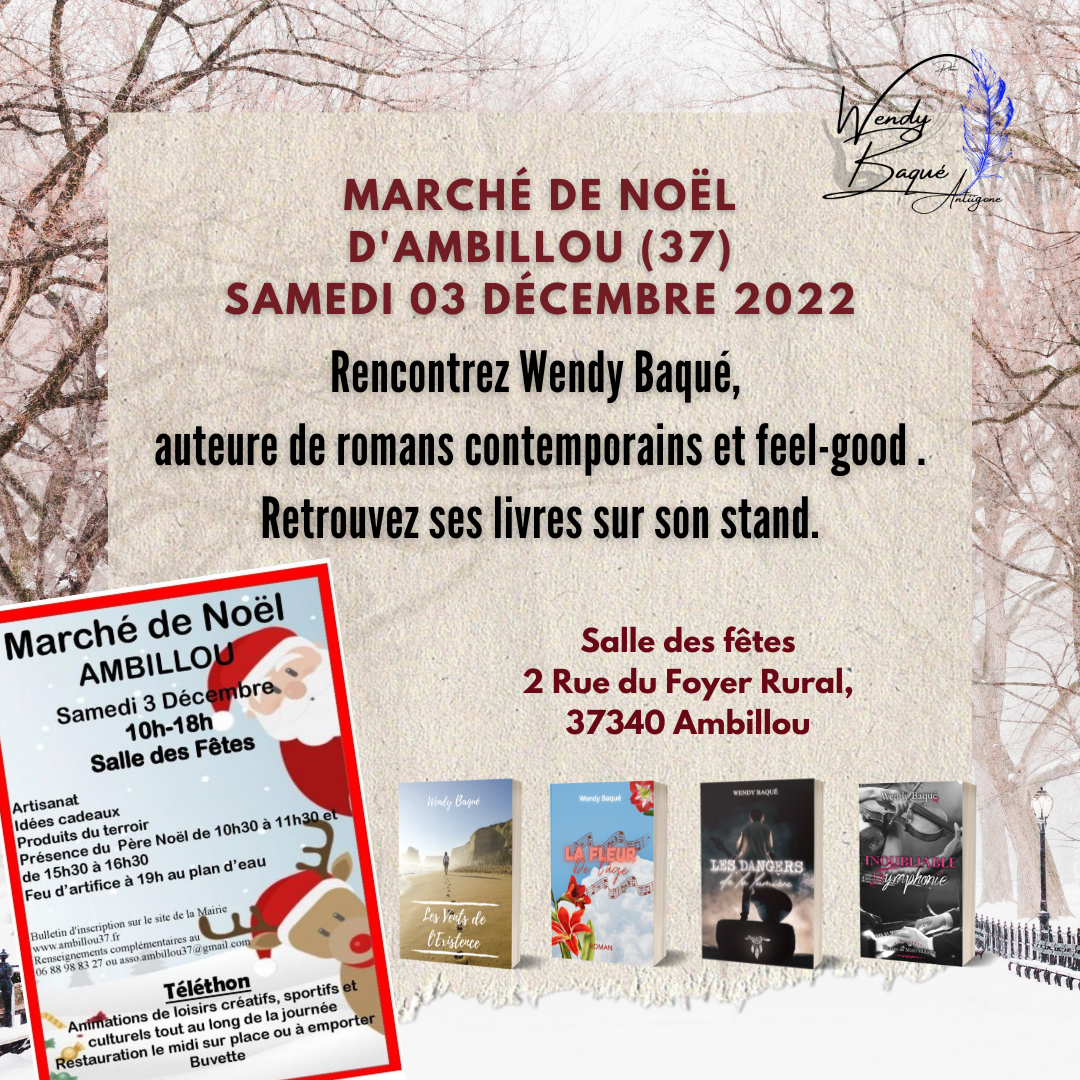 Wendy
Baqué
Antigone
MARCHÉ DE NOËL
D'AMBILLOU (37)
SAMEDI 03 DÉCEMBRE 2022
Rencontrez Wendy Baqué,
auteure de romans contemporains et feel-good .
Retrouvez ses livres sur son stand.
Salle des fêtes
2 Rue du Foyer Rural,
37340 Ambillou
Marché de Noël
AMBILLOU
Samedi 3 Décembre
10h-18h
Salle des Fêtes
Artisanat
Idées cadeaux
Produits du terroir
Présence du Père Noël de 10h30 à 11h30 et
de 15h30 à 16h30
Feu d'artifice à 19h au plan d'eau
Bulletin d'inscription sur le site de la Mairie
www.ambillou37.fr
Renseignements complémentaires au
06 88 98 83 27 ou asso.ambillou37@gmail.com
Téléthon
Animations de loisirs créatifs, sportifs et
culturels tout au long de la journée
Restauration le midi sur place ou à emporter
Buvette
Wendy Baqué
Les Vents de
l'Existence
Wendy Baqué
LA FLEUR
De l'âge
ROMAN
WENDY BAQUÉ
LES DANGERS
de la lumière
Wendy Baqué
INOUBLIABLE
Symphonie